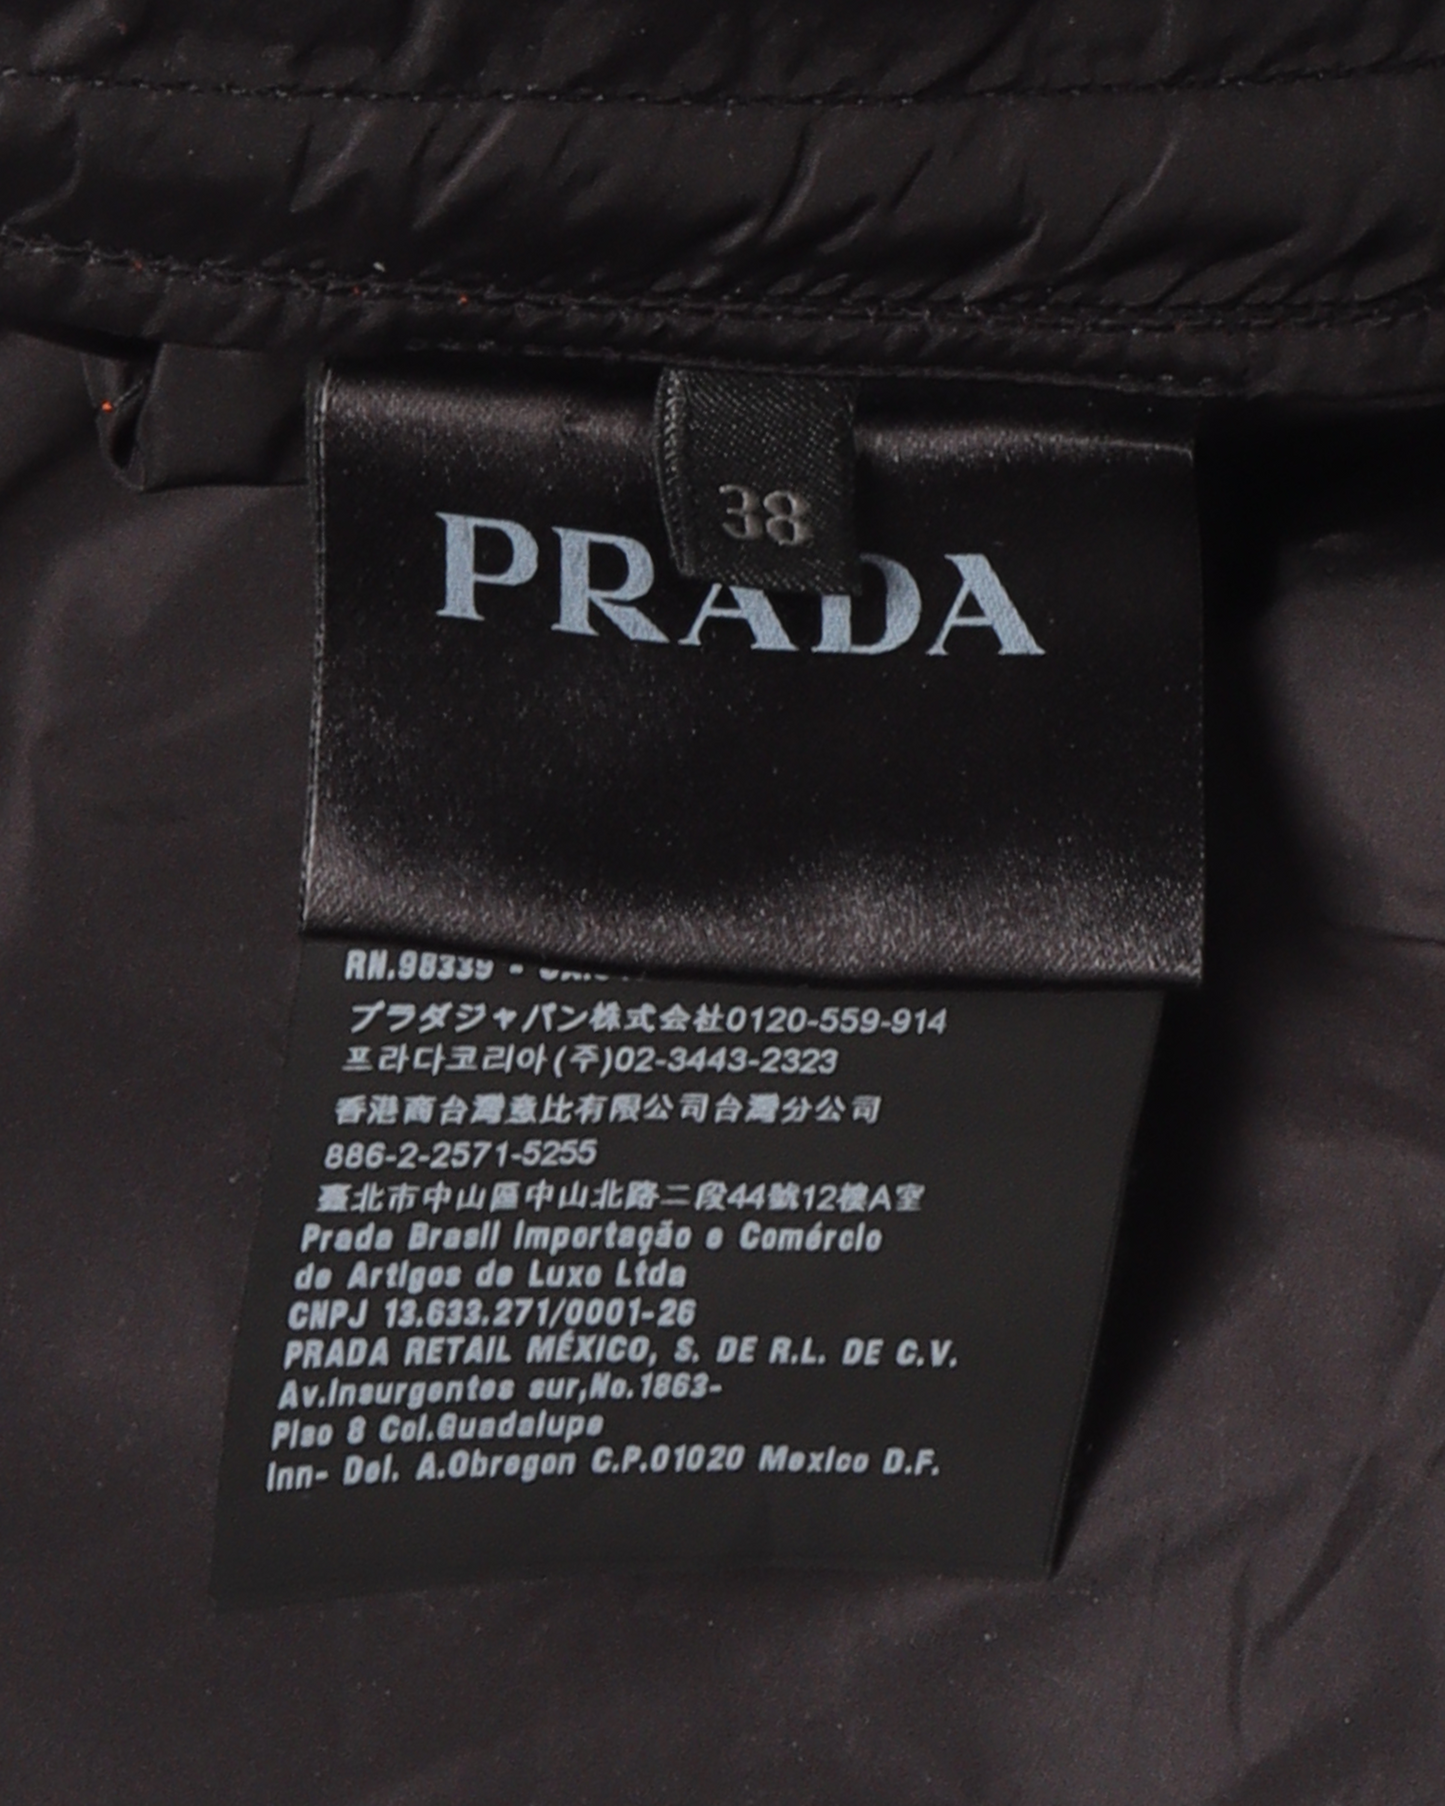 38
PRADA
RN.98339 -
プラダジャパン株式会社0120-559-914
프라다코리아(주)02-3443-2323
香港商台灣意比有限公司台灣分公司
886-2-2571-5255
臺北市中山區中山北路二段44號12樓A室
Prada Brasil Importação e Comércio
de Artigos de Luxo Ltda
CNPJ 13.633.271/0001-26
PRADA RETAIL MÉXICO, S. DE R.L. DE C.V.
Av.Insurgentes sur,No.1863-
Piso 8 Col.Guadalupe
Inn- Del. A.Obregon C.P.01020 Mexico D.F.